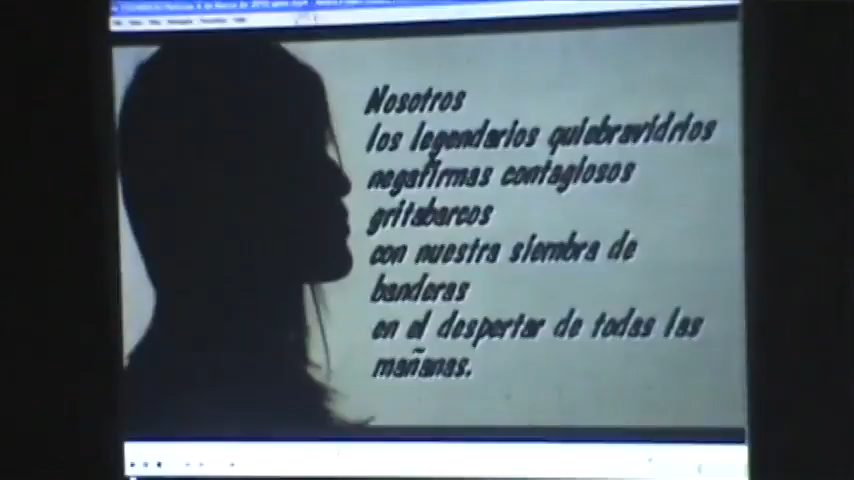 Nosotros
los legendarios quiebravidrios
negafirmas contagiosos
gritabarcos
con nuestra siembra de
banderas
en el despertar de todas las
mañanas.